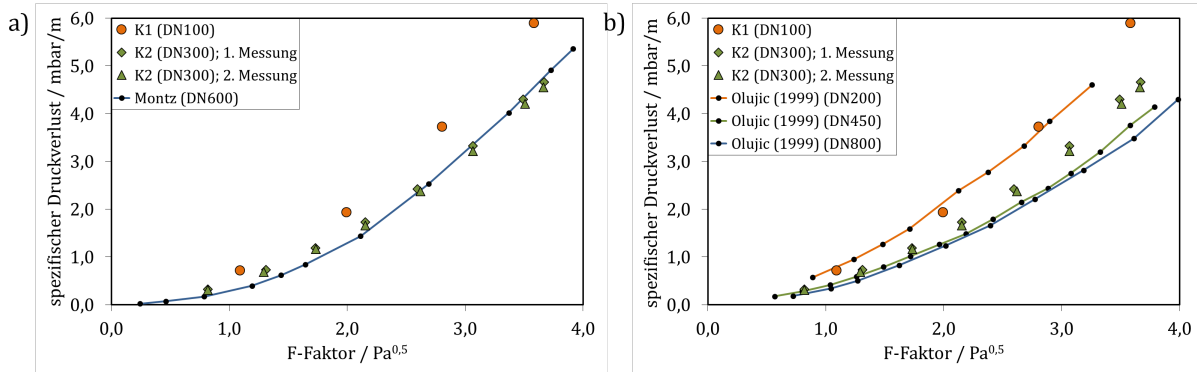 a)
spezifischer Druckverlust / mbar/m
6,0
5,0
4,0
3,0
2,0
1,0
0,0
K1 (DN100)
K2 (DN300); 1. Messung
K2 (DN300); 2. Messung
Montz (DN600)
0,0 1,0 2,0 3,0 4,0
F-Faktor / Pa^0,5
b)
spezifischer Druckverlust / mbar/m
6,0
5,0
4,0
3,0
2,0
1,0
0,0
K1 (DN100)
K2 (DN300); 1. Messung
K2 (DN300); 2. Messung
Olujic (1999) (DN200)
Olujic (1999) (DN450)
Olujic (1999) (DN800)
0,0 1,0 2,0 3,0 4,0
F-Faktor / Pa^0,5